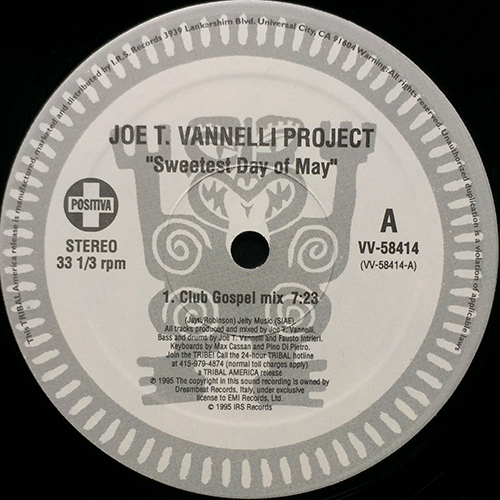 The TRIBAL America release is manufactured, marketed and distributed by I.R.S. Records 3939 Lankershim Blvd. Universal City, CA 91604 Warning: All rights reserved. Unauthorized duplication is a violation of applicable laws
JOE T. VANNELLI PROJECT
"Sweetest Day of May"
POSITIVA
STEREO
33 1/3 rpm
A
VV-58414
(VV-58414-A)
1. Club Gospel mix 7:23
(Jays/Robinson) Jeity Music (SIAE)
All tracks produced and mixed by Joe T. Vannelli.
Bass and drums by Joe T. Vannelli and Fausto Intrieri.
Keyboards by Max Cassan and Pino Di Pietro.
Join the TRIBE! Call the 24-hour TRIBAL hotline
at 415-979-4874 (normal toll charges apply)
a TRIBAL AMERICA release
℗ 1995 The copyright in this sound recording is owned by
Dreambeat Records, Italy, under exclusive
license to EMI Records, Ltd.
© 1995 IRS Records